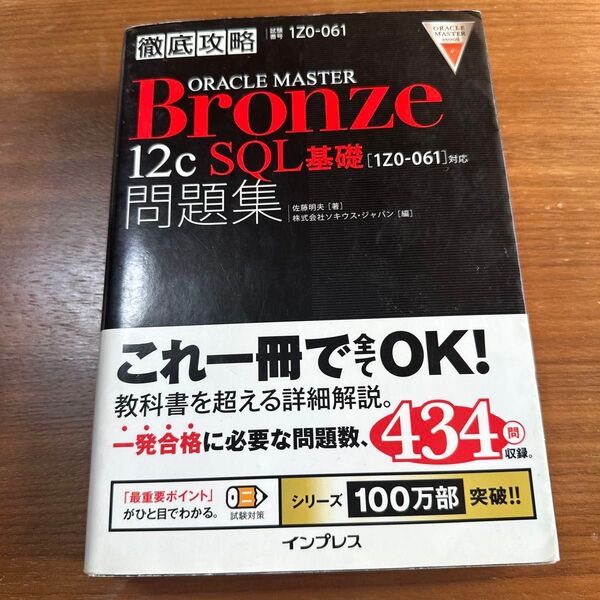 徹底攻略
試験番号 1Z0-061
ORACLE
MASTER
ORACLE MASTER
Bronze
12c SQL基礎[1Z0-061]対応
問題集
佐藤明夫[著]
株式会社ソキウス・ジャパン[編]
これ一冊で全てOK!
教科書を超える詳細解説。
一発合格に必要な問題数、434問収録。
「最重要ポイント」
がひと目でわかる。
試験対策
シリーズ100万部突破!!
インプレス